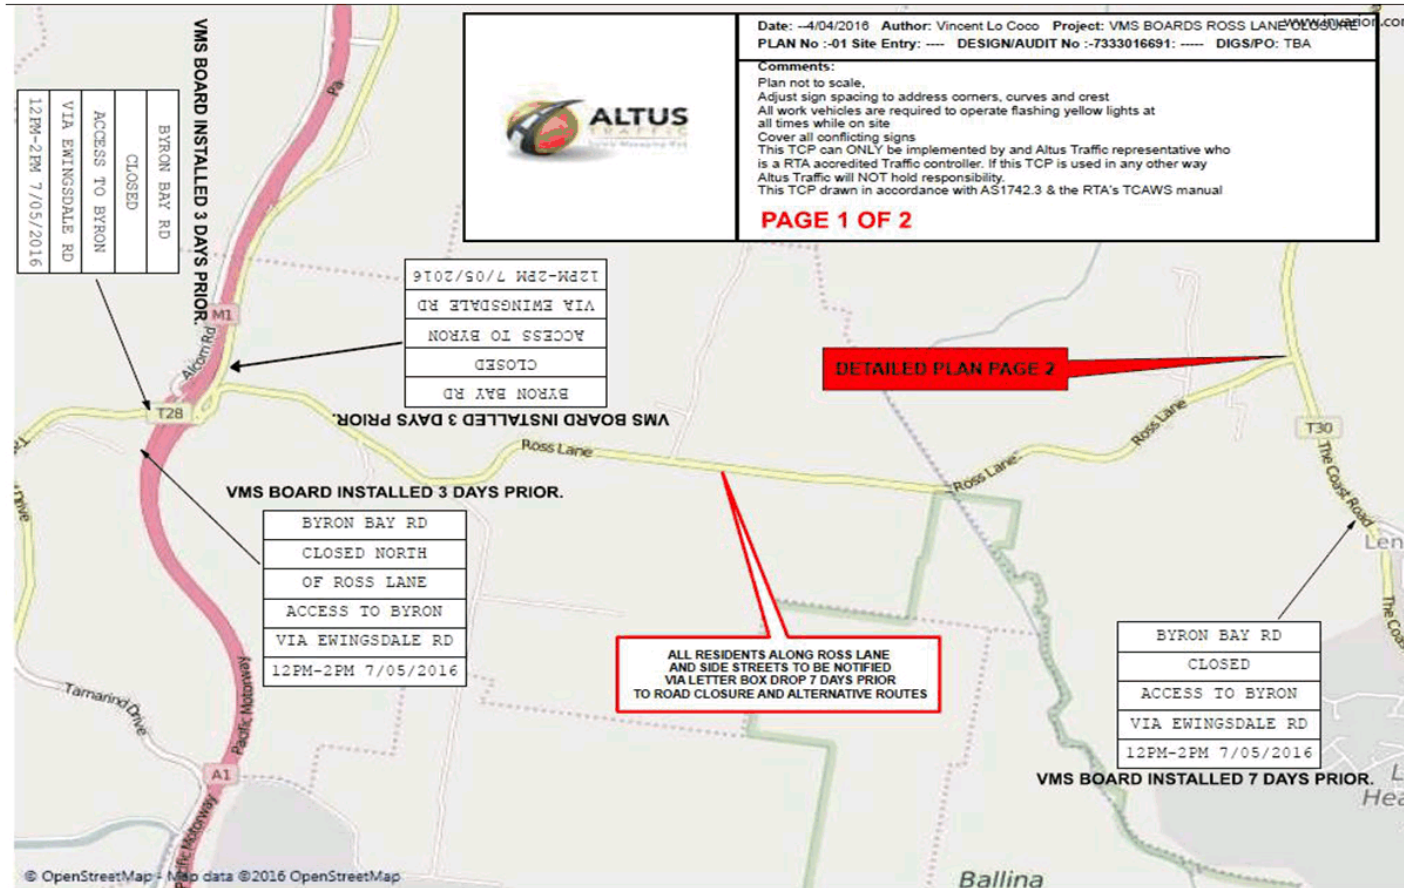 Date: --4/04/2016 Author: Vincent Lo Coco Project: VMS BOARDS ROSS LANE CLOSURE
www.invarion.com
PLAN No :-01 Site Entry: ---- DESIGN/AUDIT No :-7333016691: ----- DIGS/PO: TBA
Comments:
Plan not to scale,
Adjust sign spacing to address corners, curves and crest
All work vehicles are required to operate flashing yellow lights at
all times while on site
Cover all conflicting signs
This TCP can ONLY be implemented by and Altus Traffic representative who
is a RTA accredited Traffic controller. If this TCP is used in any other way
Altus Traffic will NOT hold responsibility.
This TCP drawn in accordance with AS1742.3 & the RTA's TCAWS manual
PAGE 1 OF 2
ALTUS
TRAFFIC
VMS BOARD INSTALLED 3 DAYS PRIOR.
BYRON BAY RD
CLOSED
ACCESS TO BYRON
VIA EWINGSDALE RD
12PM-2PM 7/05/2016
Pa
M1
Alcorn Rd
T28
VMS BOARD INSTALLED 3 DAYS PRIOR.
BYRON BAY RD
CLOSED
ACCESS TO BYRON
VIA EWINGSDALE RD
12PM-2PM 7/05/2016
DETAILED PLAN PAGE 2
Ross Lane
Ross Lane
Ross Lane
T30
The Coast Road
Len
The Coa
VMS BOARD INSTALLED 3 DAYS PRIOR.
BYRON BAY RD
CLOSED NORTH
OF ROSS LANE
ACCESS TO BYRON
VIA EWINGSDALE RD
12PM-2PM 7/05/2016
Drive
Tamarind Drive
Pacific Motorway
A1
Pacific Motorway
ALL RESIDENTS ALONG ROSS LANE
AND SIDE STREETS TO BE NOTIFIED
VIA LETTER BOX DROP 7 DAYS PRIOR
TO ROAD CLOSURE AND ALTERNATIVE ROUTES
BYRON BAY RD
CLOSED
ACCESS TO BYRON
VIA EWINGSDALE RD
12PM-2PM 7/05/2016
VMS BOARD INSTALLED 7 DAYS PRIOR.
L
Hea
Ballina
© OpenStreetMap - Map data ©2016 OpenStreetMap